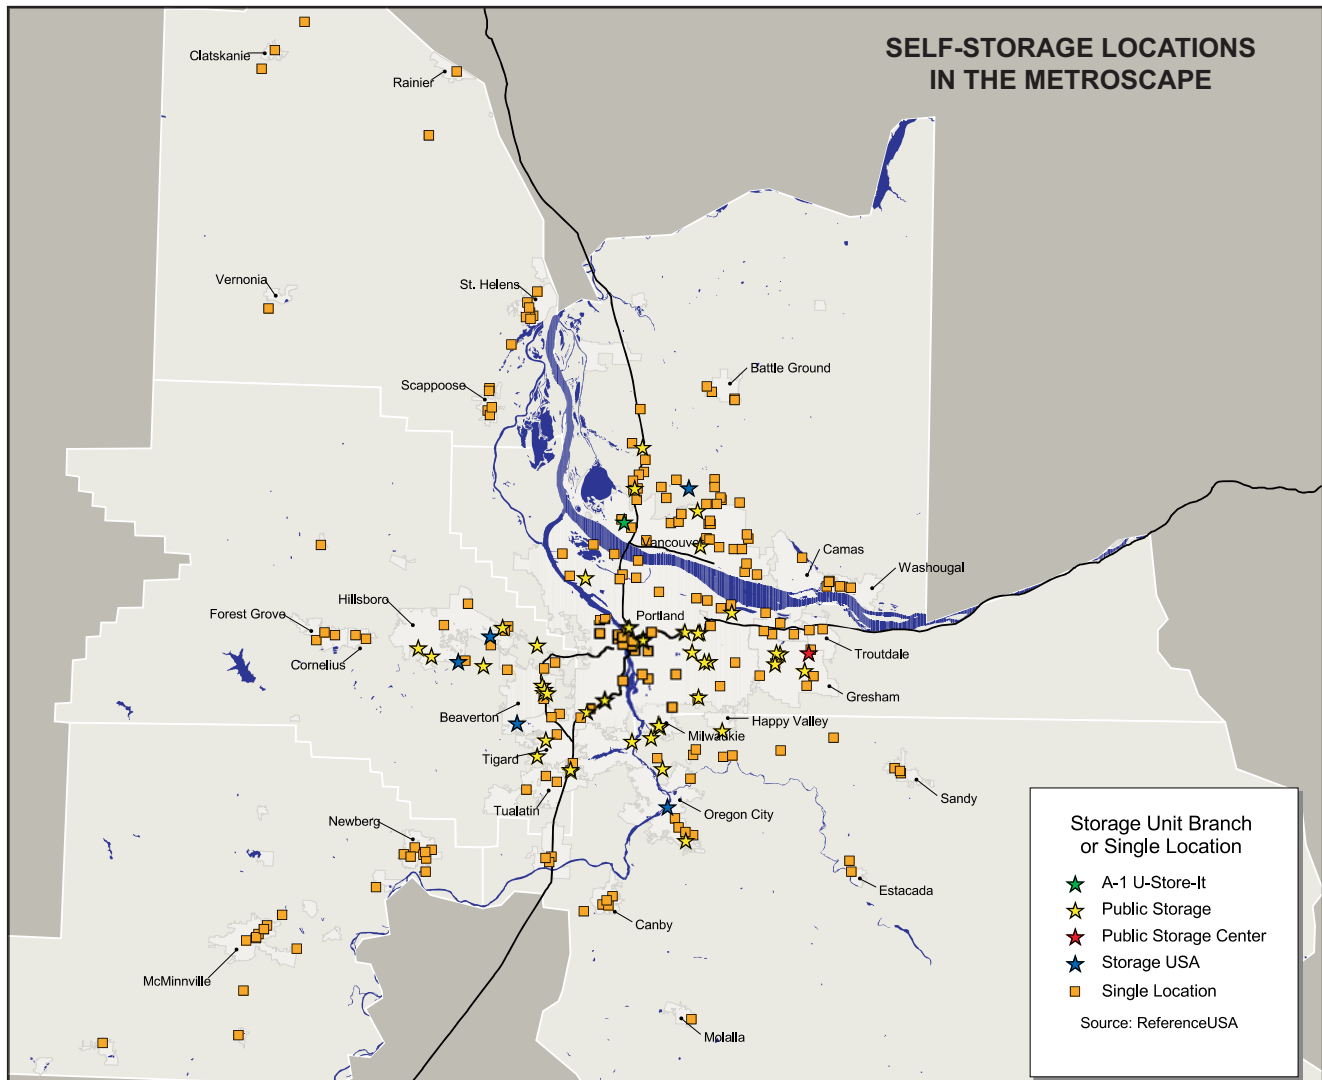 SELF-STORAGE LOCATIONS
IN THE METROSCAPE
Clatskanie
Rainier
Vernonia
St. Helens
Battle Ground
Scappoose
Vancouver
Camas
Washougal
Hillsboro
Forest Grove
Portland
Cornelius
Troutdale
Gresham
Beaverton
Happy Valley
Milwaukie
Tigard
Sandy
Tualatin
Oregon City
Newberg
Estacada
Canby
McMinnville
Molalla
Storage Unit Branch
or Single Location
A-1 U-Store-It
Public Storage
Public Storage Center
Storage USA
Single Location
Source: ReferenceUSA